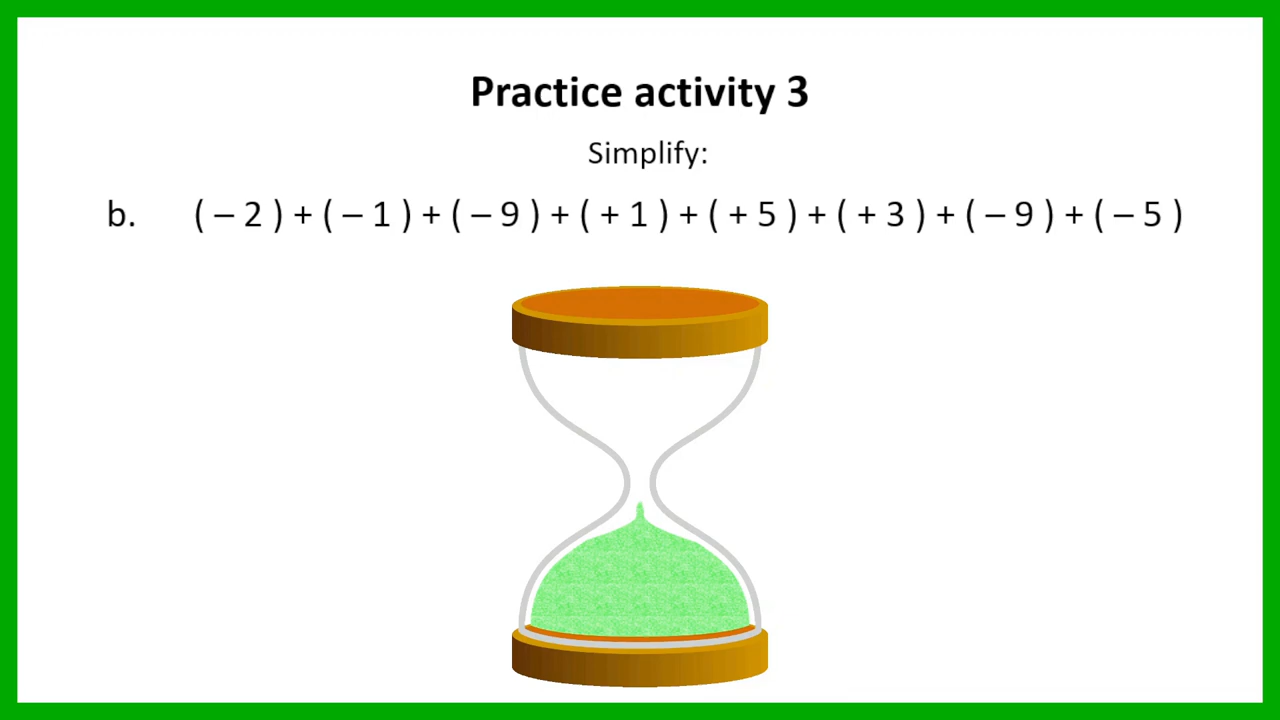 Practice activity 3
Simplify:
b. ( – 2 ) + ( – 1 ) + ( – 9 ) + ( + 1 ) + ( + 5 ) + ( + 3 ) + ( – 9 ) + ( – 5 )